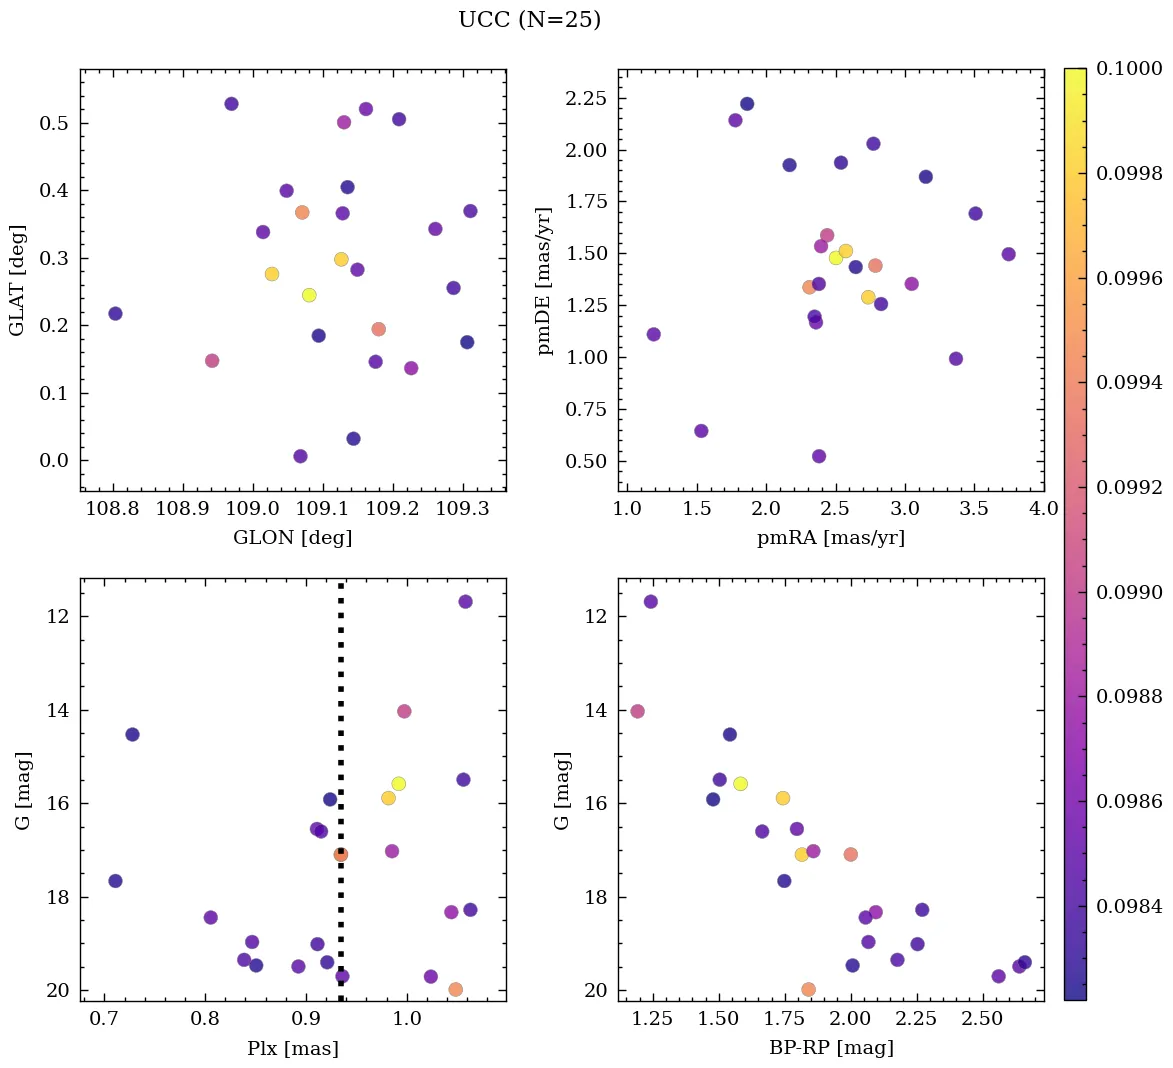 UCC (N=25)
0.5
0.4
0.3
0.2
0.1
0.0
GLAT [deg]
108.8 108.9 109.0 109.1 109.2 109.3
GLON [deg]
2.25
2.00
1.75
1.50
1.25
1.00
0.75
0.50
pmDE [mas/yr]
1.0 1.5 2.0 2.5 3.0 3.5 4.0
pmRA [mas/yr]
12
14
16
18
20
G [mag]
0.7 0.8 0.9 1.0
Plx [mas]
12
14
16
18
20
G [mag]
1.25 1.50 1.75 2.00 2.25 2.50
BP-RP [mag]
0.1000
0.0998
0.0996
0.0994
0.0992
0.0990
0.0988
0.0986
0.0984